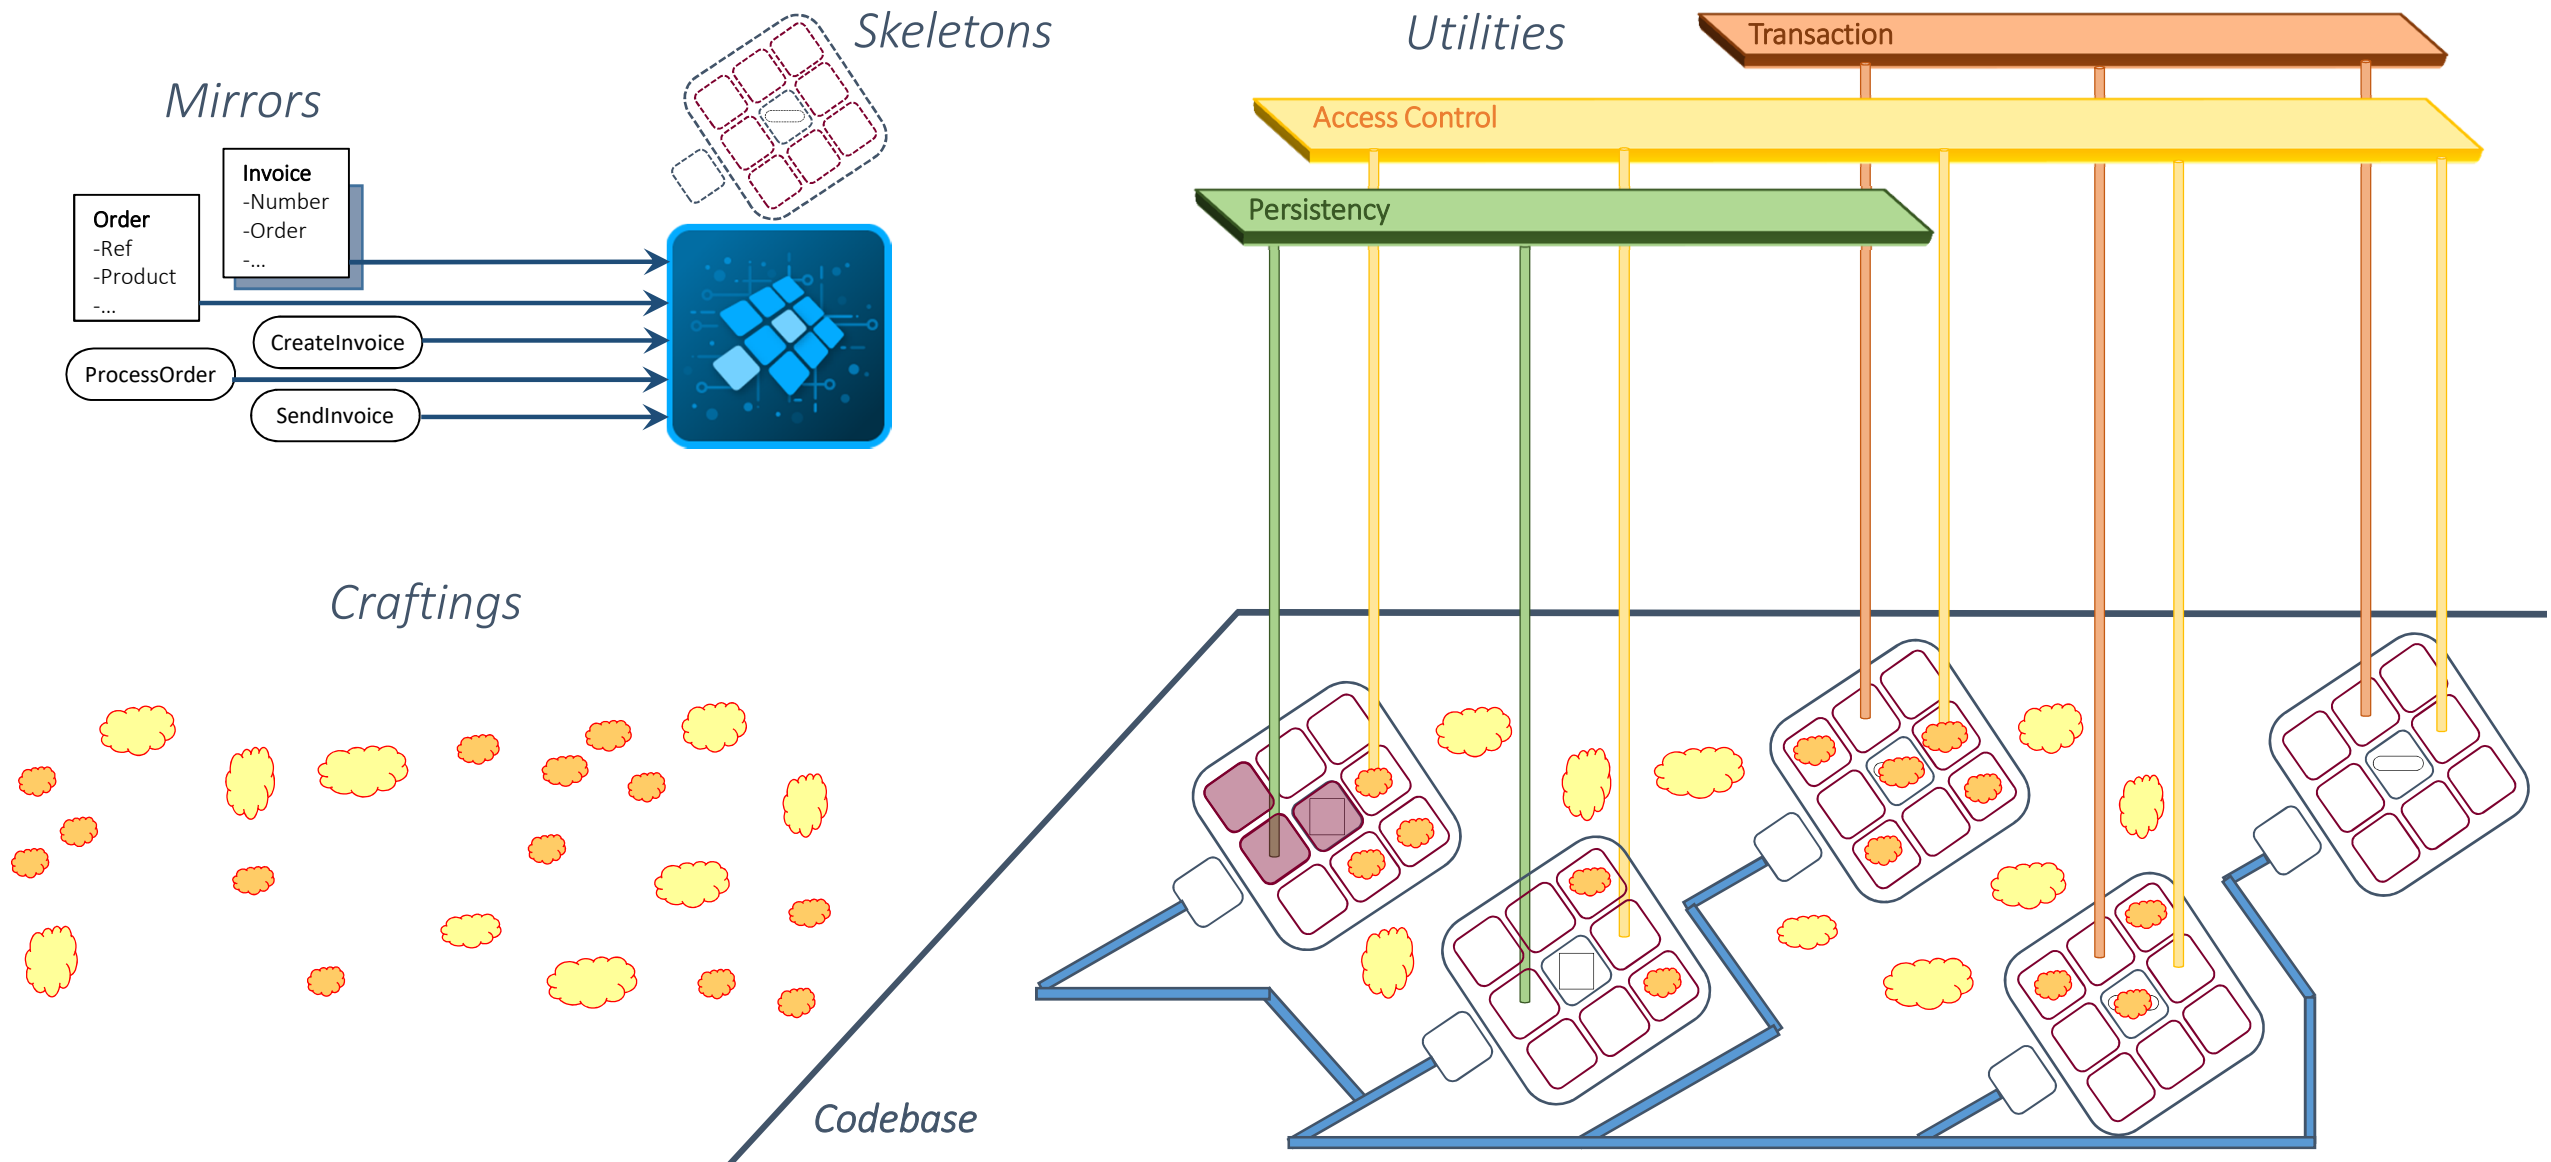 Skeletons
Utilities
Transaction
Mirrors
Access Control
Invoice
-Number
-Order
-...
Order
-Ref
-Product
-...
Persistency
CreateInvoice
ProcessOrder
SendInvoice
Craftings
Codebase